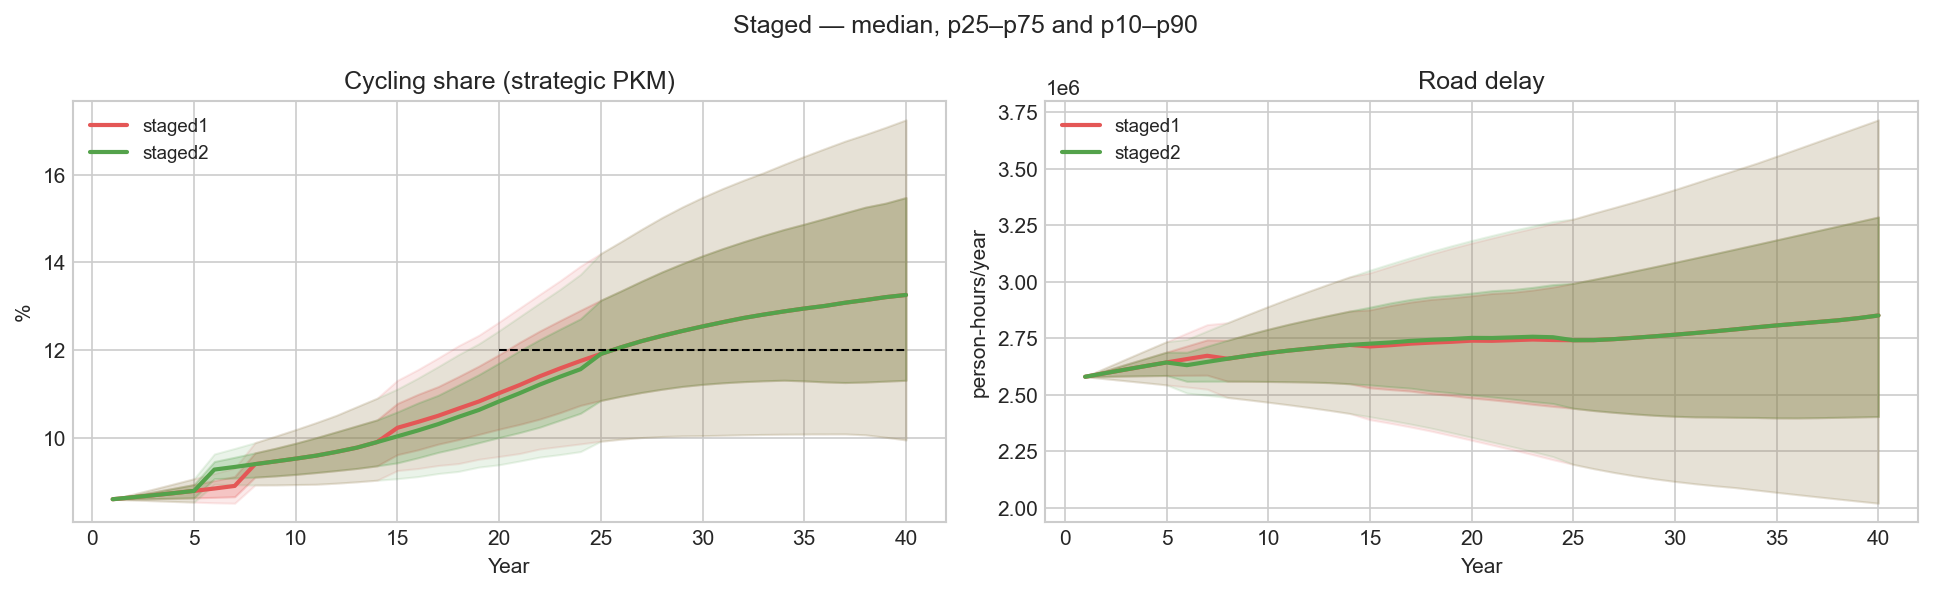 Staged — median, p25–p75 and p10–p90
Cycling share (strategic PKM)
staged1
staged2
%
16
14
12
10
0 5 10 15 20 25 30 35 40
Year
Road delay
1e6
staged1
staged2
person-hours/year
3.75
3.50
3.25
3.00
2.75
2.50
2.25
2.00
0 5 10 15 20 25 30 35 40
Year